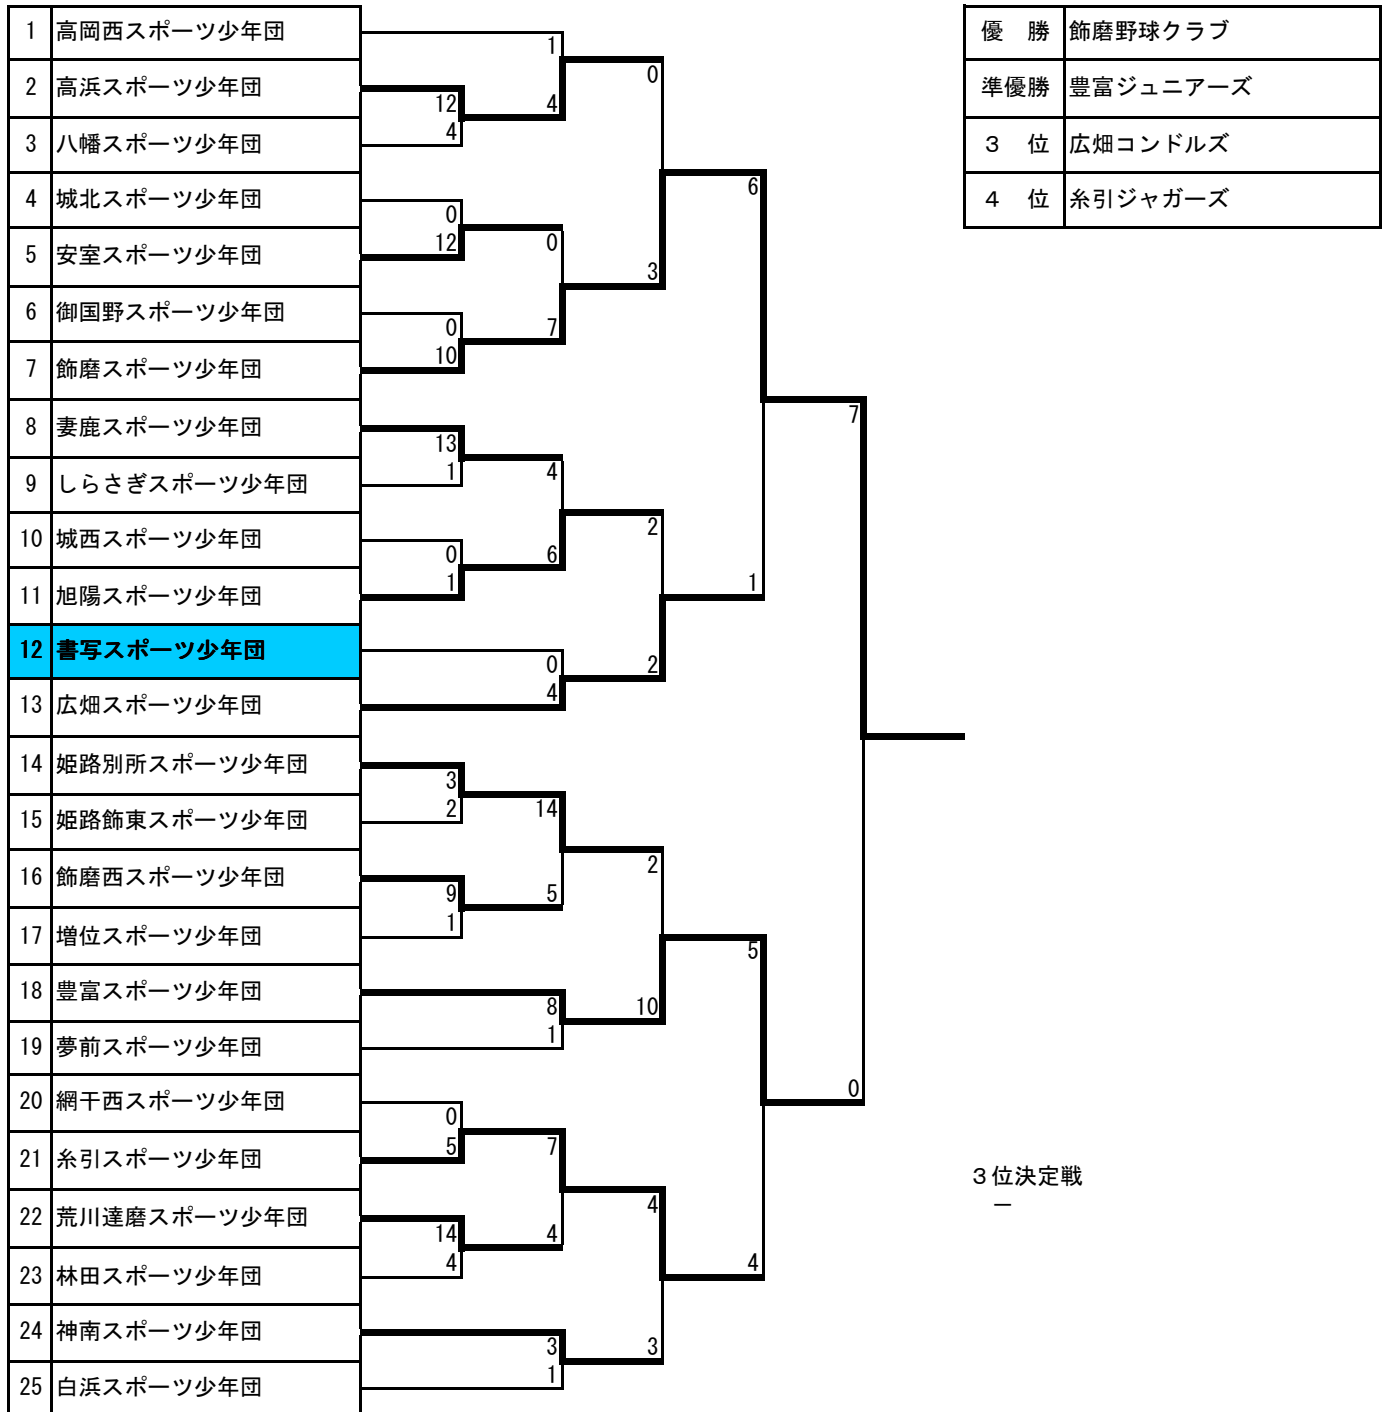 1 高岡西スポーツ少年団
2 高浜スポーツ少年団
3 八幡スポーツ少年団
4 城北スポーツ少年団
5 安室スポーツ少年団
6 御国野スポーツ少年団
7 飾磨スポーツ少年団
8 妻鹿スポーツ少年団
9 しらさぎスポーツ少年団
10 城西スポーツ少年団
11 旭陽スポーツ少年団
12 書写スポーツ少年団
13 広畑スポーツ少年団
14 姫路別所スポーツ少年団
15 姫路飾東スポーツ少年団
16 飾磨西スポーツ少年団
17 増位スポーツ少年団
18 豊富スポーツ少年団
19 夢前スポーツ少年団
20 網干西スポーツ少年団
21 糸引スポーツ少年団
22 荒川達磨スポーツ少年団
23 林田スポーツ少年団
24 神南スポーツ少年団
25 白浜スポーツ少年団
12
4
0
12
0
10
13
1
0
1
3
2
9
1
0
5
14
4
1
4
0
7
4
6
0
4
14
5
8
1
7
4
3
1
0
3
2
2
2
10
4
3
6
1
5
4
7
0
優　勝 飾磨野球クラブ
準優勝 豊富ジュニアーズ
３　位 広畑コンドルズ
４　位 糸引ジャガーズ
３位決定戦
－